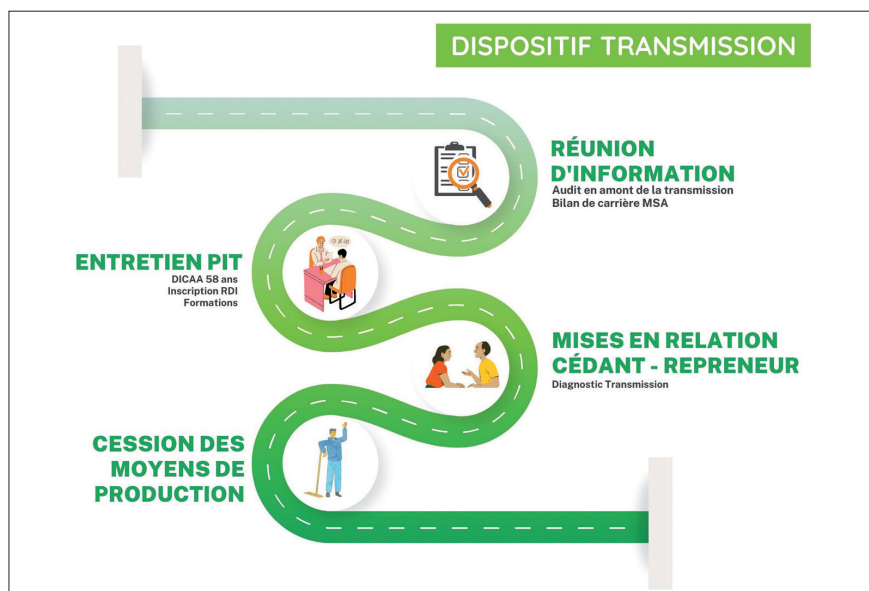 DISPOSITIF TRANSMISSION
RÉUNION
D'INFORMATION
Audit en amont de la transmission
Bilan de carrière MSA
ENTRETIEN PIT
DICAA 58 ans
Inscription RDI
Formations
MISES EN RELATION
CÉDANT - REPRENEUR
Diagnostic Transmission
CESSION DES
MOYENS DE
PRODUCTION